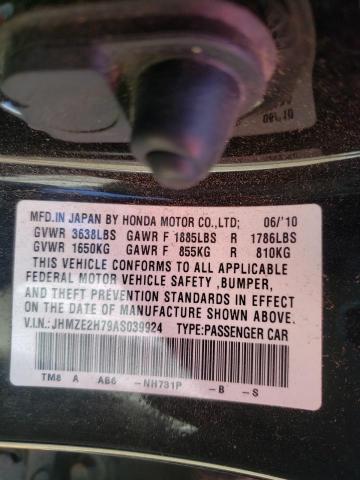 MFD.IN JAPAN BY HONDA MOTOR CO.,LTD; 06/'10
GVWR 3638LBS GAWR F 1885LBS R 1786LBS
GVWR 1650KG GAWR F 855KG R 810KG
THIS VEHICLE CONFORMS TO ALL APPLICABLE
FEDERAL MOTOR VEHICLE SAFETY ,BUMPER,
AND THEFT PREVENTION STANDARDS IN EFFECT
ON THE DATE OF MANUFACTURE SHOWN ABOVE.
V.I.N.: JHMZE2H79AS039924 TYPE:PASSENGER CAR
TM8 A AB6 -NH731P -B -S